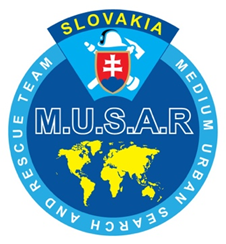 SLOVAKIA
M.U.S.A.R
MEDIUM URBAN SEARCH AND RESCUE TEAM